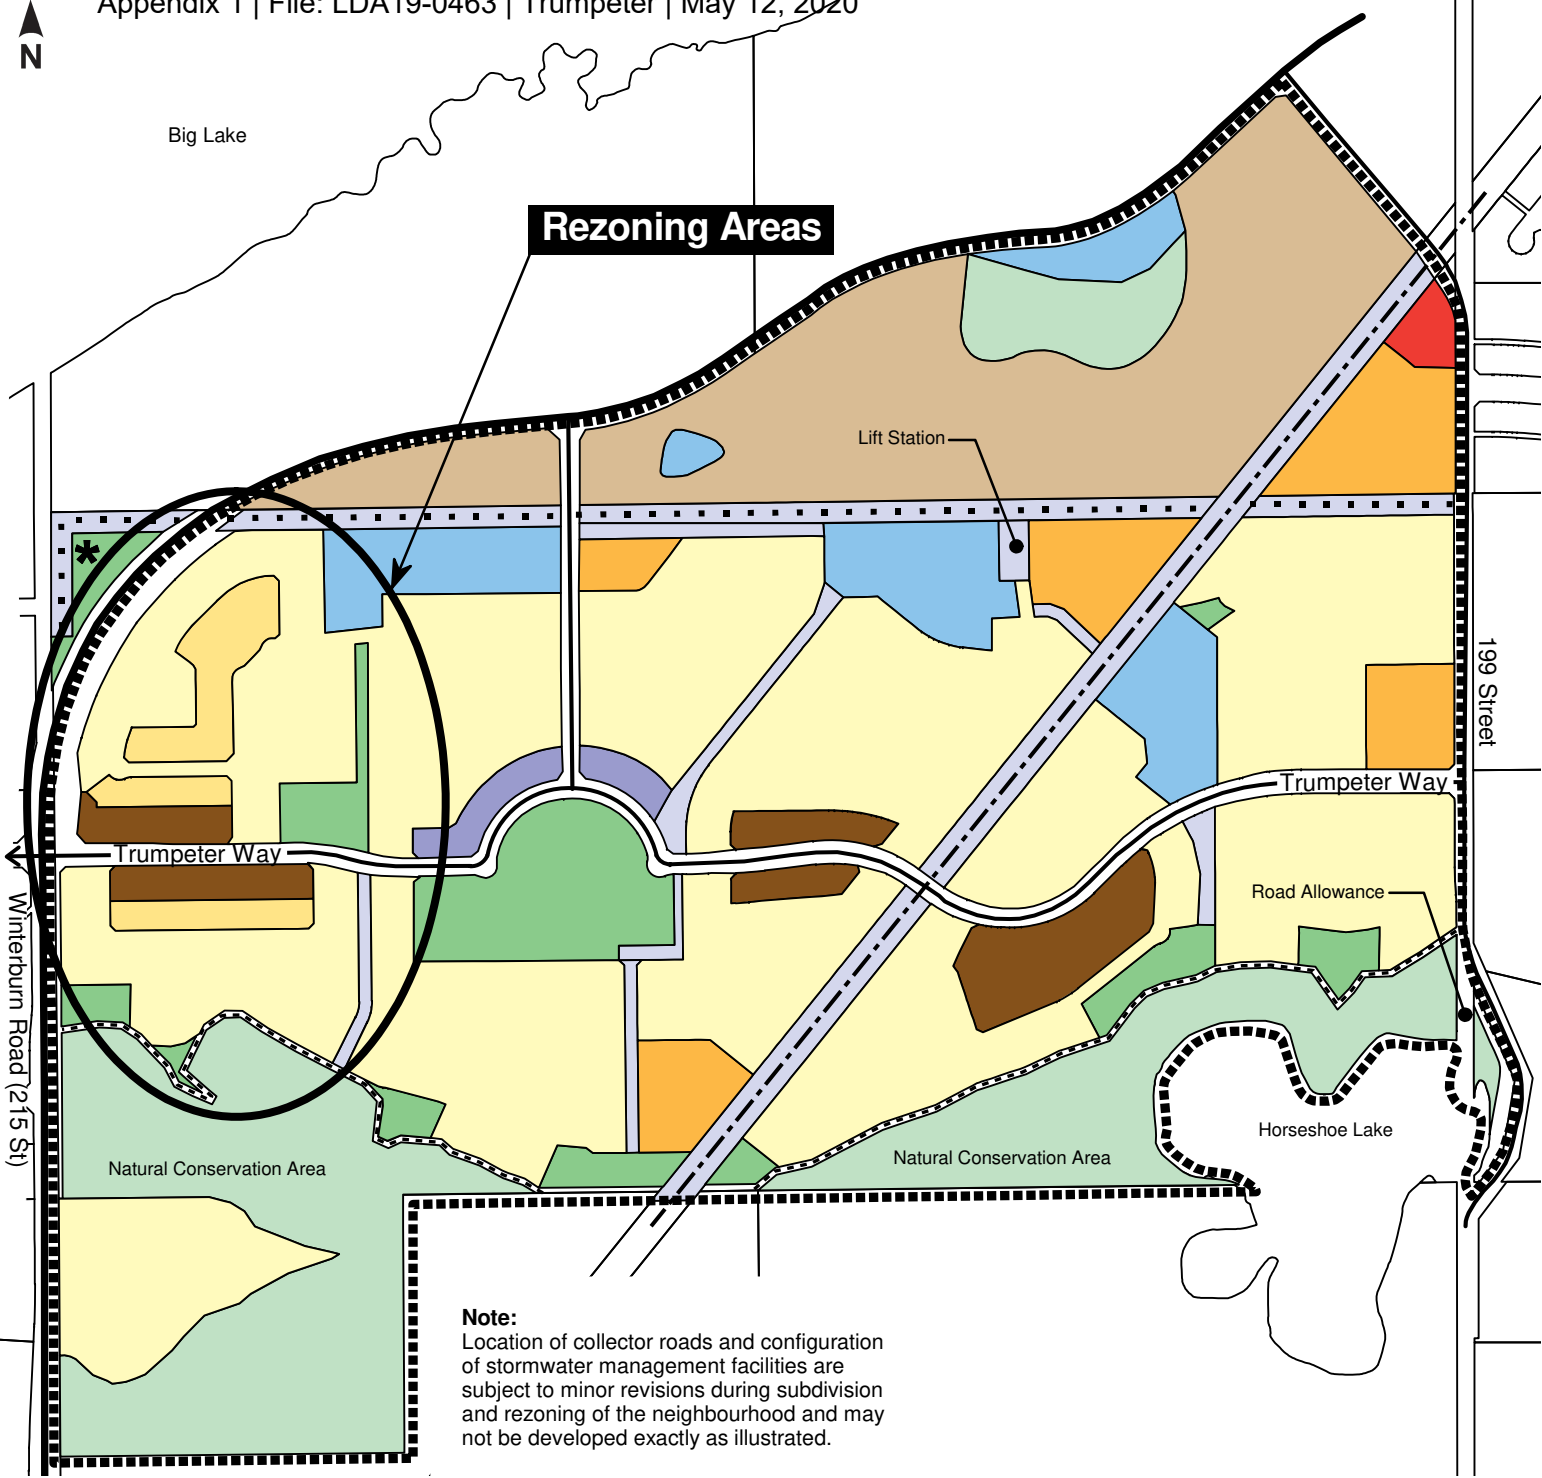 Appendix 1 | File: LDA19-0463 | Trumpeter | May 12, 2020
N
Big Lake
Rezoning Areas
Lift Station
*
199 Street
Trumpeter Way
Trumpeter Way
Road Allowance
Winterburn Road (215 St)
Horseshoe Lake
Natural Conservation Area
Natural Conservation Area
Note:
Location of collector roads and configuration
of stormwater management facilities are
subject to minor revisions during subdivision
and rezoning of the neighbourhood and may
not be developed exactly as illustrated.